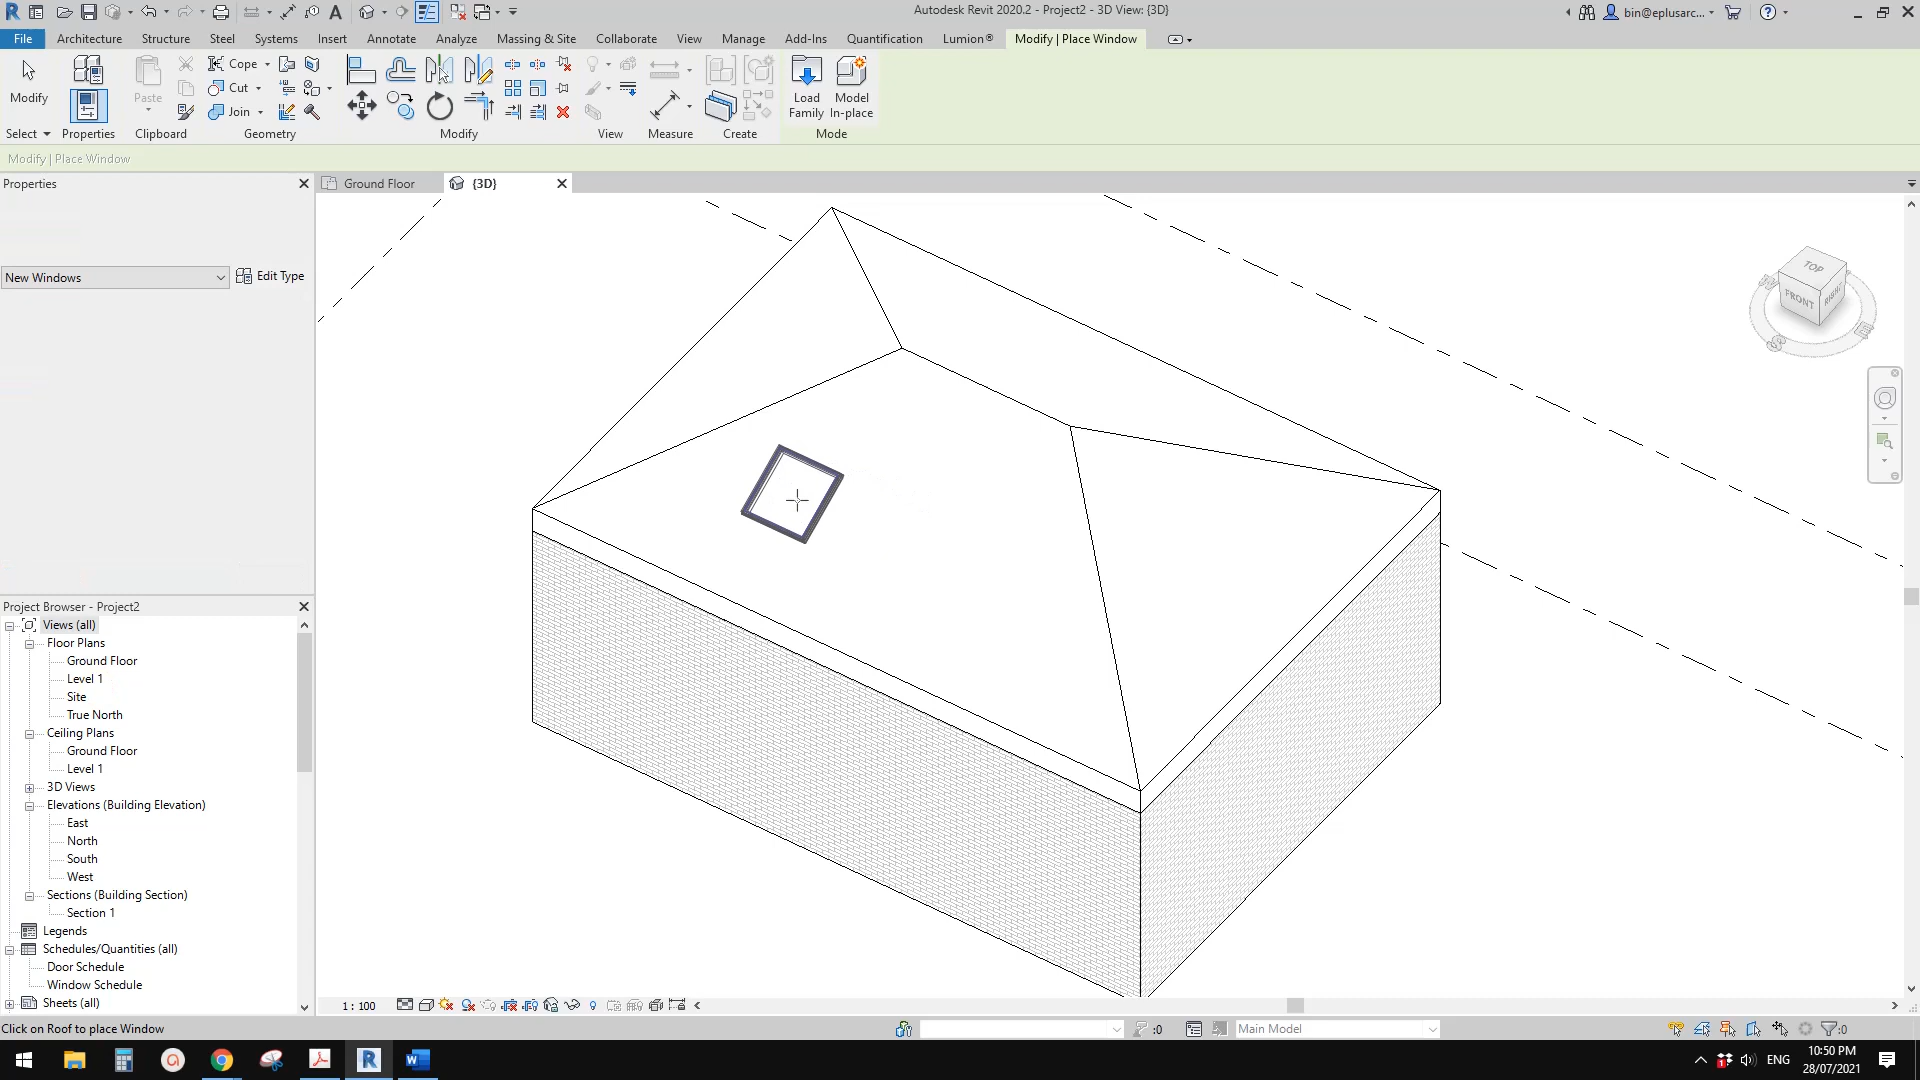 Autodesk Revit 2020.2 - Project2 - 3D View: {3D}
bin@eplusarc...
File Architecture Structure Steel Systems Insert Annotate Analyze Massing & Site Collaborate View Manage Add-Ins Quantification Lumion® Modify | Place Window
Cope
Cut
Join
Modify
Paste
Load Family
Model In-place
Select Properties Clipboard Geometry Modify View Measure Create Mode
Modify | Place Window
Properties
Ground Floor
{3D}
New Windows
Edit Type
TOP
FRONT
RIGHT
W
S
E
Project Browser - Project2
Views (all)
Floor Plans
Ground Floor
Level 1
Site
True North
Ceiling Plans
Ground Floor
Level 1
3D Views
Elevations (Building Elevation)
East
North
South
West
Sections (Building Section)
Section 1
Legends
Schedules/Quantities (all)
Door Schedule
Window Schedule
Sheets (all)
1 : 100
Click on Roof to place Window
:0
Main Model
:0
ENG
10:50 PM
28/07/2021